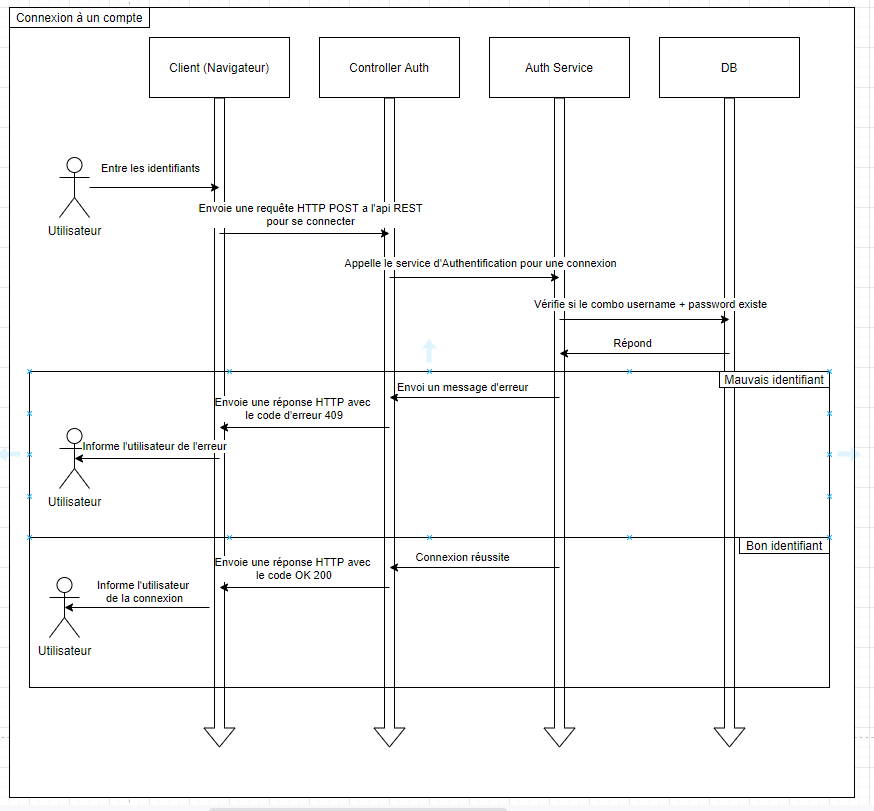 Connexion à un compte
Client (Navigateur)
Controller Auth
Auth Service
DB
Entre les identifiants
Utilisateur
Envoie une requête HTTP POST a l'api REST
pour se connecter
Appelle le service d'Authentification pour une connexion
Vérifie si le combo username + password existe
Répond
Mauvais identifiant
Envoi un message d'erreur
Envoie une réponse HTTP avec
le code d'erreur 409
Informe l'utilisateur de l'erreur
Utilisateur
Bon identifiant
Connexion réussite
Envoie une réponse HTTP avec
le code OK 200
Informe l'utilisateur
de la connexion
Utilisateur